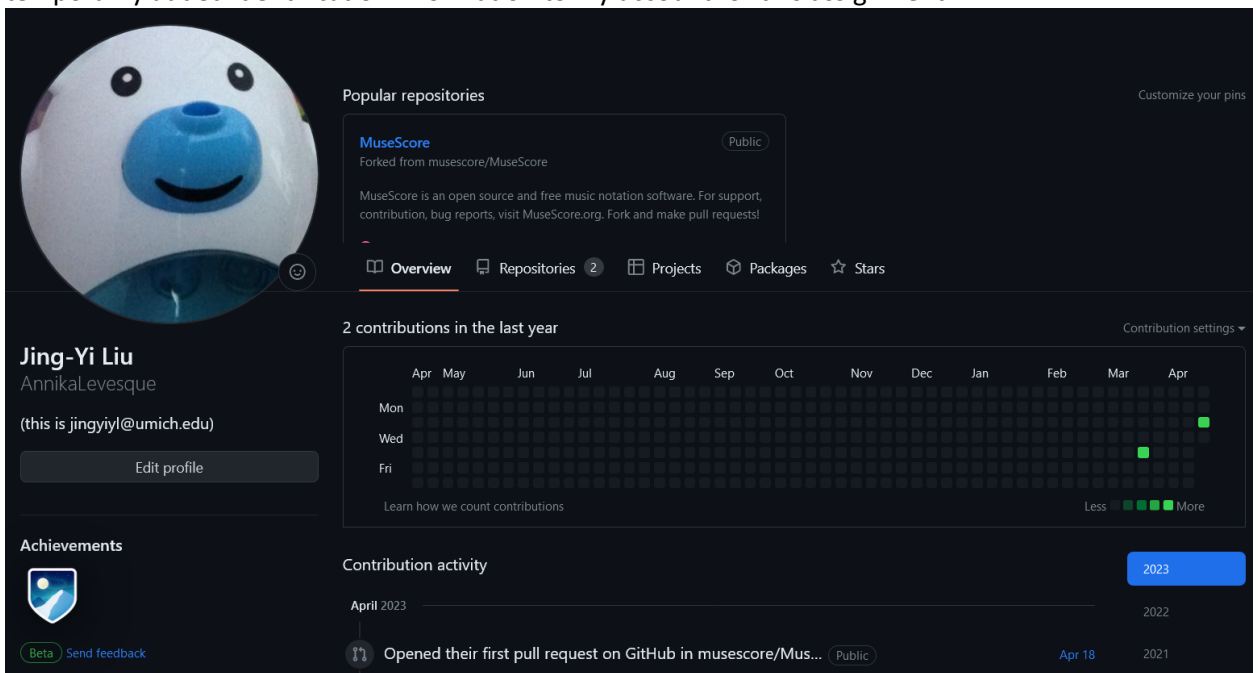 Popular repositories
Customize your pins
MuseScore
Public
Forked from musescore/MuseScore
MuseScore is an open source and free music notation software. For support,
contribution, bug reports, visit MuseScore.org. Fork and make pull requests!
Overview
Repositories 2
Projects
Packages
Stars
2 contributions in the last year
Contribution settings
Jing-Yi Liu
AnnikaLevesque
(this is jingyiyl@umich.edu)
Edit profile
Apr May Jun Jul Aug Sep Oct Nov Dec Jan Feb Mar Apr
Mon
Wed
Fri
Learn how we count contributions
Less More
Achievements
Beta Send feedback
Contribution activity
2023
2022
2021
April 2023
Opened their first pull request on GitHub in musescore/Mus... Public Apr 18